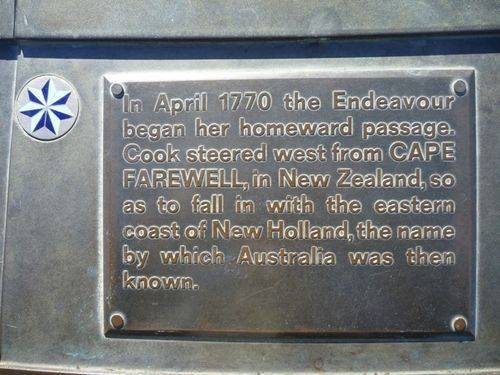 In April 1770 the Endeavour
began her homeward passage.
Cook steered west from CAPE
FAREWELL, in New Zealand, so
as to fall in with the eastern
coast of New Holland, the name
by which Australia was then
known.